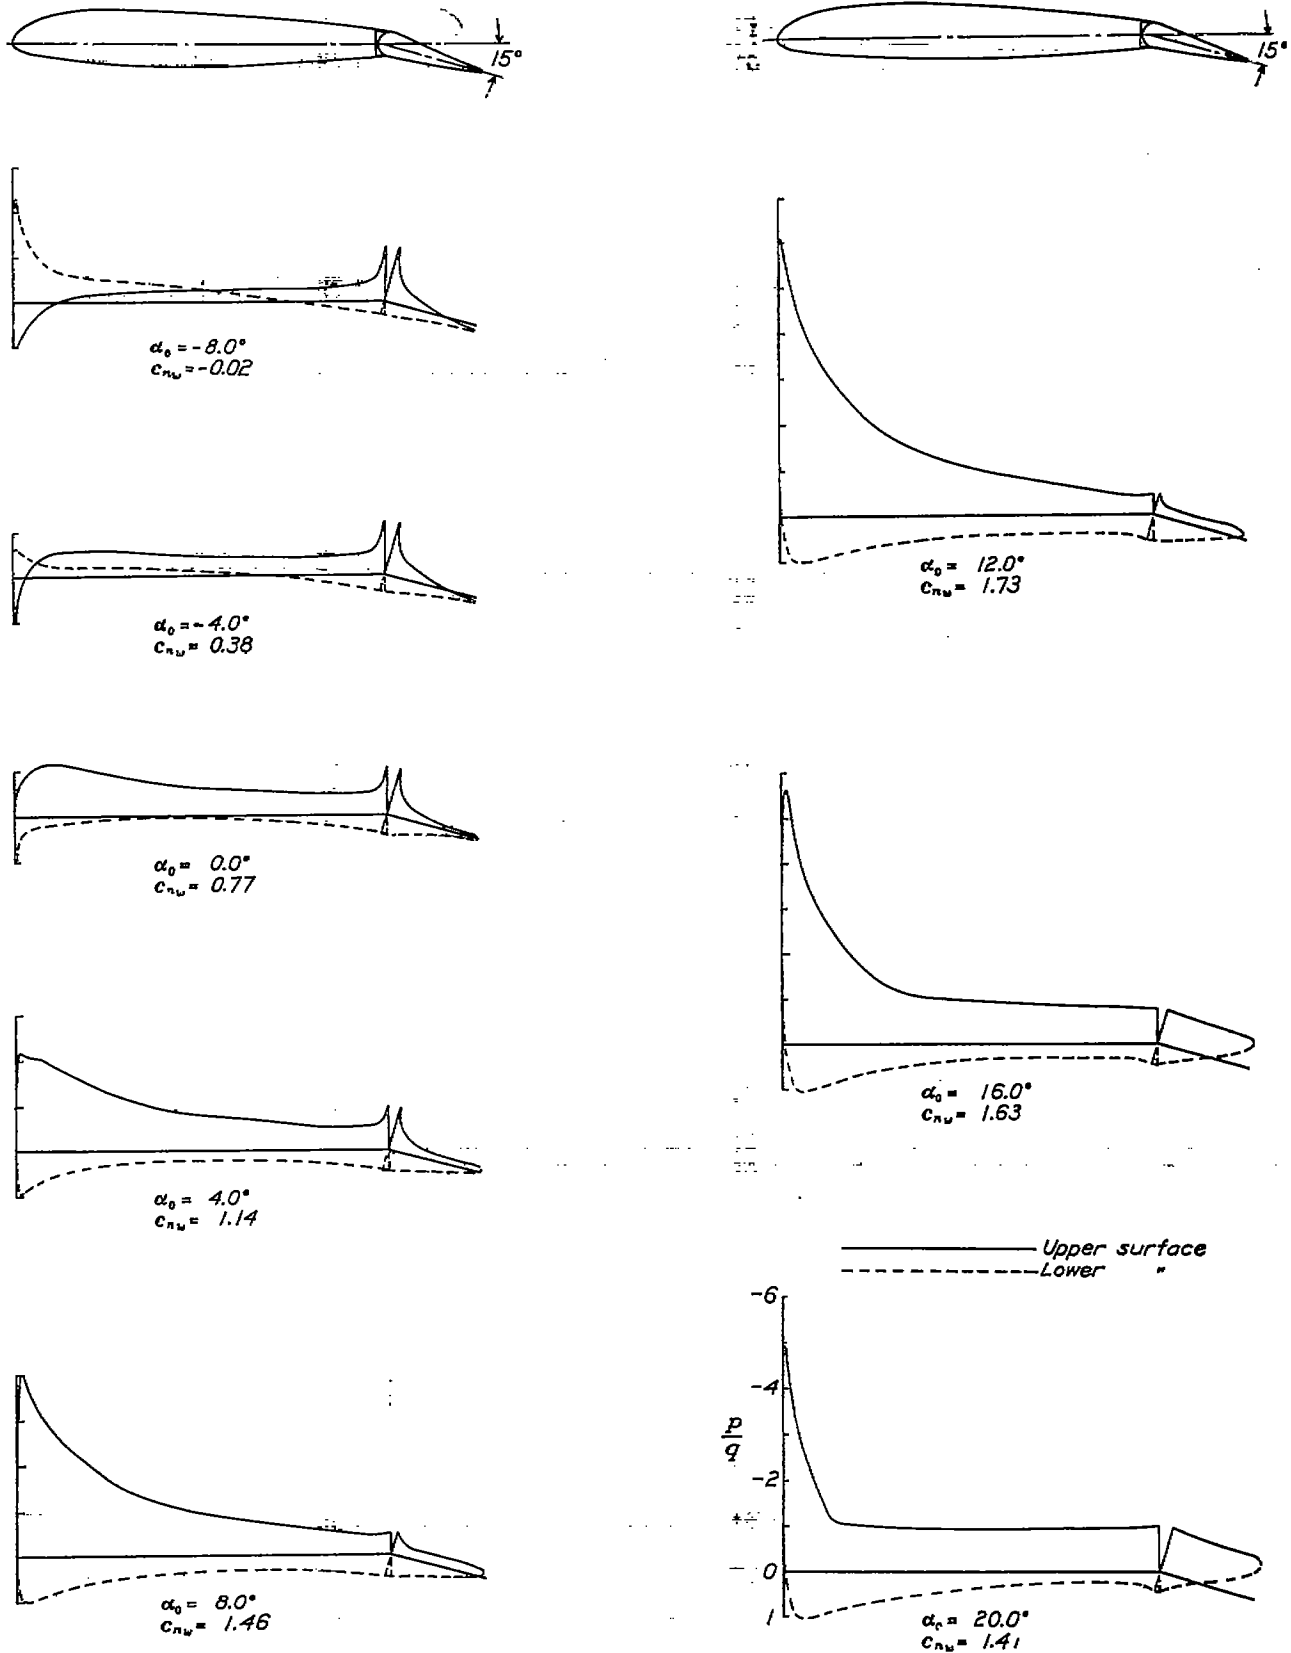 15°
15°
α₀ = -8.0°
cnw = -0.02
α₀ = -4.0°
cnw = 0.38
α₀ = 0.0°
cnw = 0.77
α₀ = 4.0°
cnw = 1.14
α₀ = 8.0°
cnw = 1.46
α₀ = 12.0°
cnw = 1.73
α₀ = 16.0°
cnw = 1.63
Upper surface
Lower "
-6
-4
p/q
-2
0
1
α₀ = 20.0°
cnw = 1.41